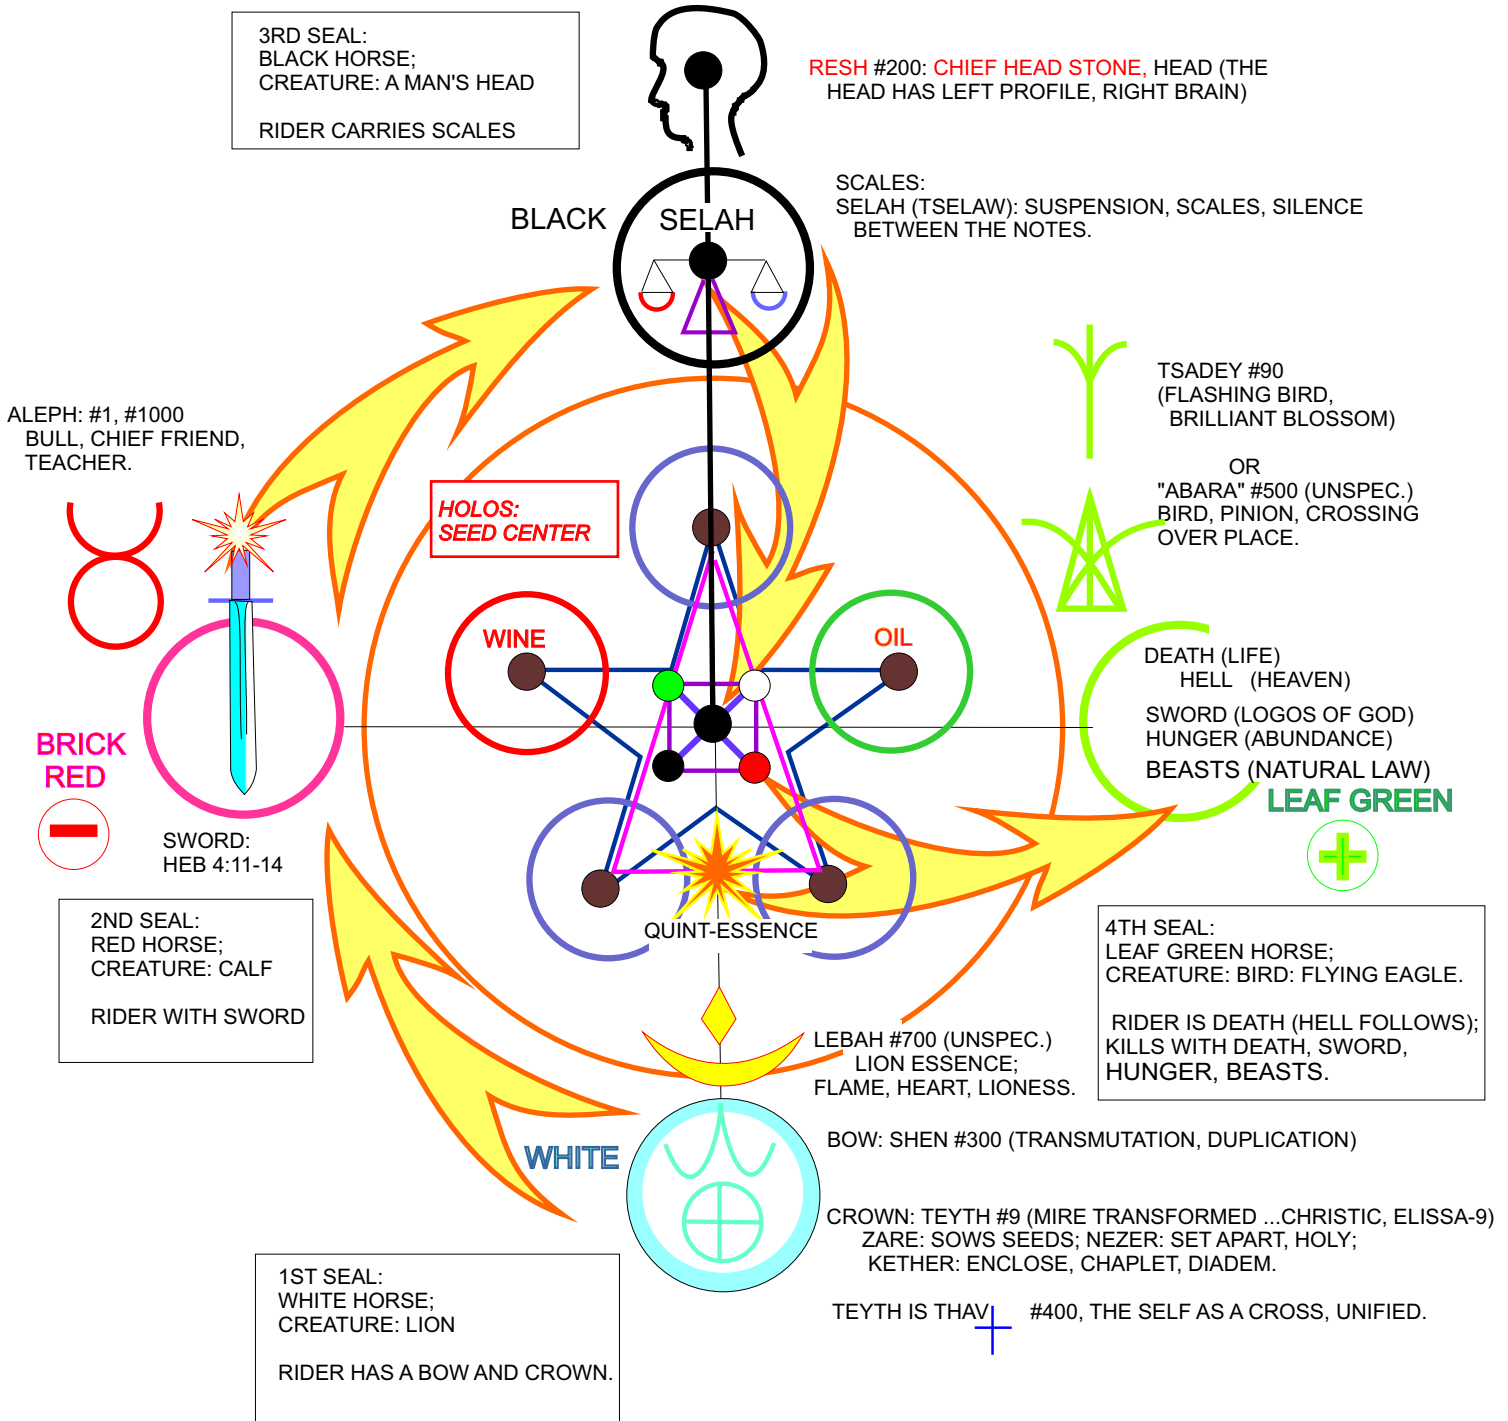 3RD SEAL:
BLACK HORSE;
CREATURE: A MAN'S HEAD
RIDER CARRIES SCALES
RESH #200: CHIEF HEAD STONE, HEAD (THE
HEAD HAS LEFT PROFILE, RIGHT BRAIN)
BLACK
SELAH
SCALES:
SELAH (TSELAW): SUSPENSION, SCALES, SILENCE
BETWEEN THE NOTES.
ALEPH: #1, #1000
BULL, CHIEF FRIEND,
TEACHER.
HOLOS:
SEED CENTER
TSADEY #90
(FLASHING BIRD,
BRILLIANT BLOSSOM)
OR
"ABARA" #500 (UNSPEC.)
BIRD, PINION, CROSSING
OVER PLACE.
WINE
OIL
BRICK
RED
SWORD:
HEB 4:11-14
DEATH (LIFE)
HELL (HEAVEN)
SWORD (LOGOS OF GOD)
HUNGER (ABUNDANCE)
BEASTS (NATURAL LAW)
LEAF GREEN
QUINT-ESSENCE
2ND SEAL:
RED HORSE;
CREATURE: CALF
RIDER WITH SWORD
4TH SEAL:
LEAF GREEN HORSE;
CREATURE: BIRD: FLYING EAGLE.
RIDER IS DEATH (HELL FOLLOWS);
KILLS WITH DEATH, SWORD,
HUNGER, BEASTS.
LEBAH #700 (UNSPEC.)
LION ESSENCE;
FLAME, HEART, LIONESS.
WHITE
BOW: SHEN #300 (TRANSMUTATION, DUPLICATION)
CROWN: TEYTH #9 (MIRE TRANSFORMED ...CHRISTIC, ELISSA-9)
ZARE: SOWS SEEDS; NEZER: SET APART, HOLY;
KETHER: ENCLOSE, CHAPLET, DIADEM.
TEYTH IS THAV #400, THE SELF AS A CROSS, UNIFIED.
1ST SEAL:
WHITE HORSE;
CREATURE: LION
RIDER HAS A BOW AND CROWN.